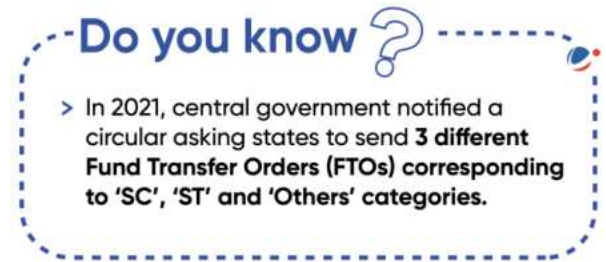 Do you know ?
> In 2021, central government notified a
circular asking states to send 3 different
Fund Transfer Orders (FTOs) corresponding
to ‘SC’, ‘ST’ and ‘Others’ categories.